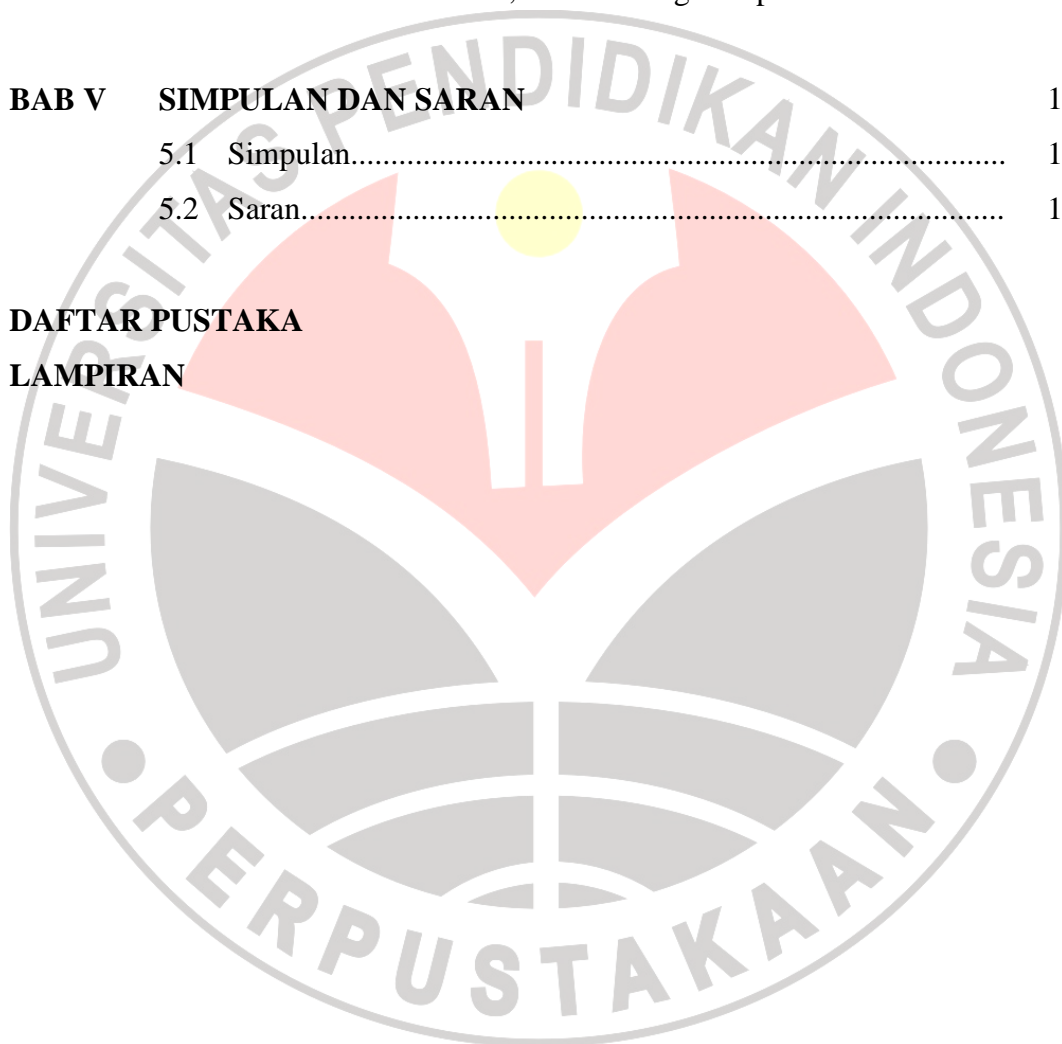 BAB V SIMPULAN DAN SARAN 1
5.1 Simpulan........................................................................ 1
5.2 Saran............................................................................. 1
DAFTAR PUSTAKA
LAMPIRAN
UNIVERSITAS PENDIDIKAN INDONESIA
PERPUSTAKAAN